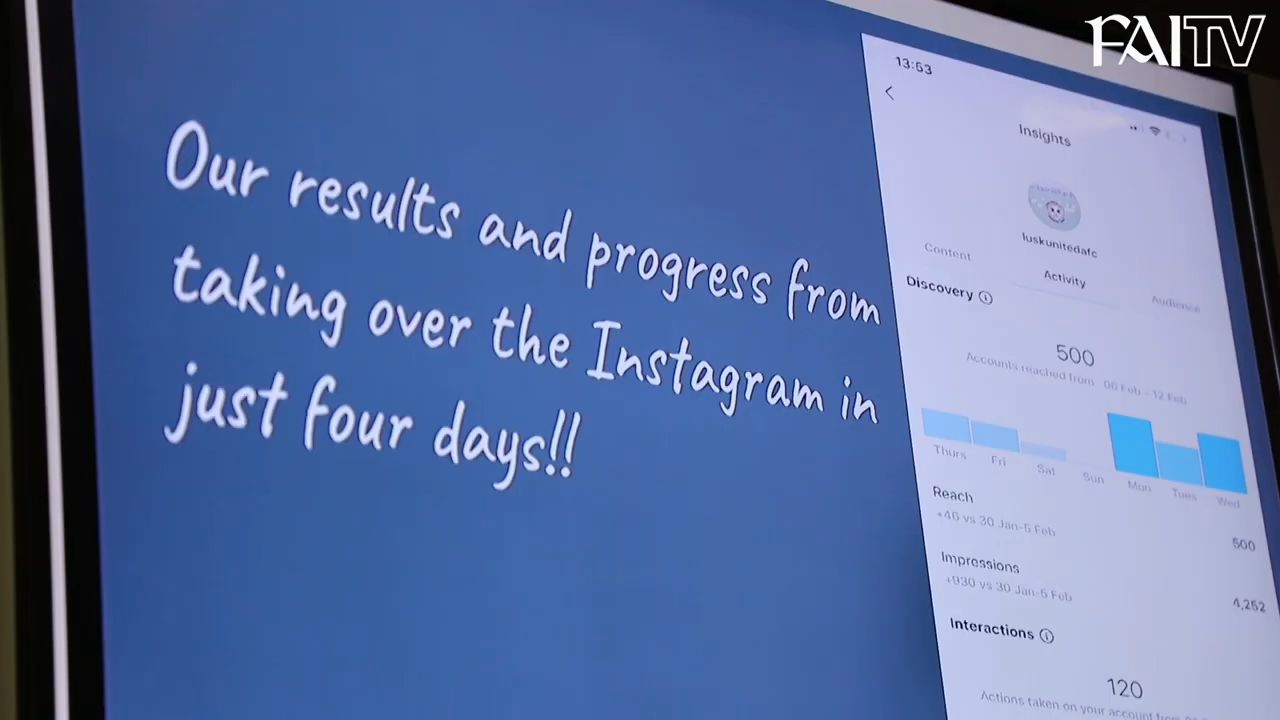 FAITV
Our results and progress from
taking over the Instagram in
just four days!!
13:53
Insights
luskunitedafc
Content
Activity
Audience
Discovery
500
Accounts reached from 06 Feb - 12 Feb
Thurs
Fri
Sat
Sun
Mon
Tues
Wed
Reach
500
+46 vs 30 Jan-5 Feb
Impressions
4,252
+930 vs 30 Jan-5 Feb
Interactions
120
Actions taken on your account from